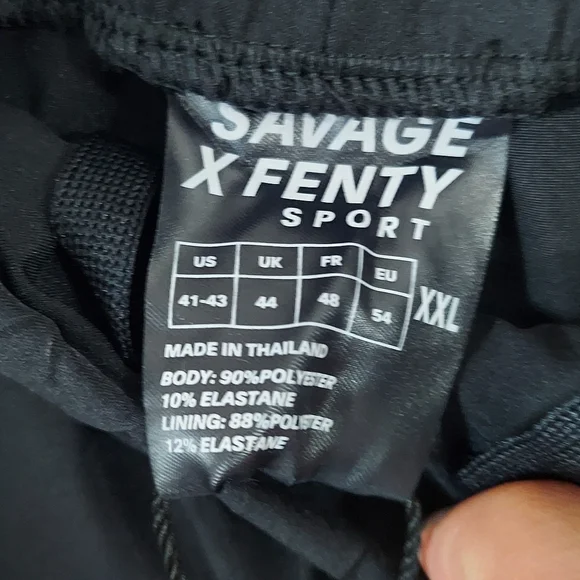 SAVAGE
X FENTY
SPORT
US UK FR EU
41-43 44 48 54 XXL
MADE IN THAILAND
BODY: 90%POLYESTER
10% ELASTANE
LINING: 88%POLYESTER
12% ELASTANE